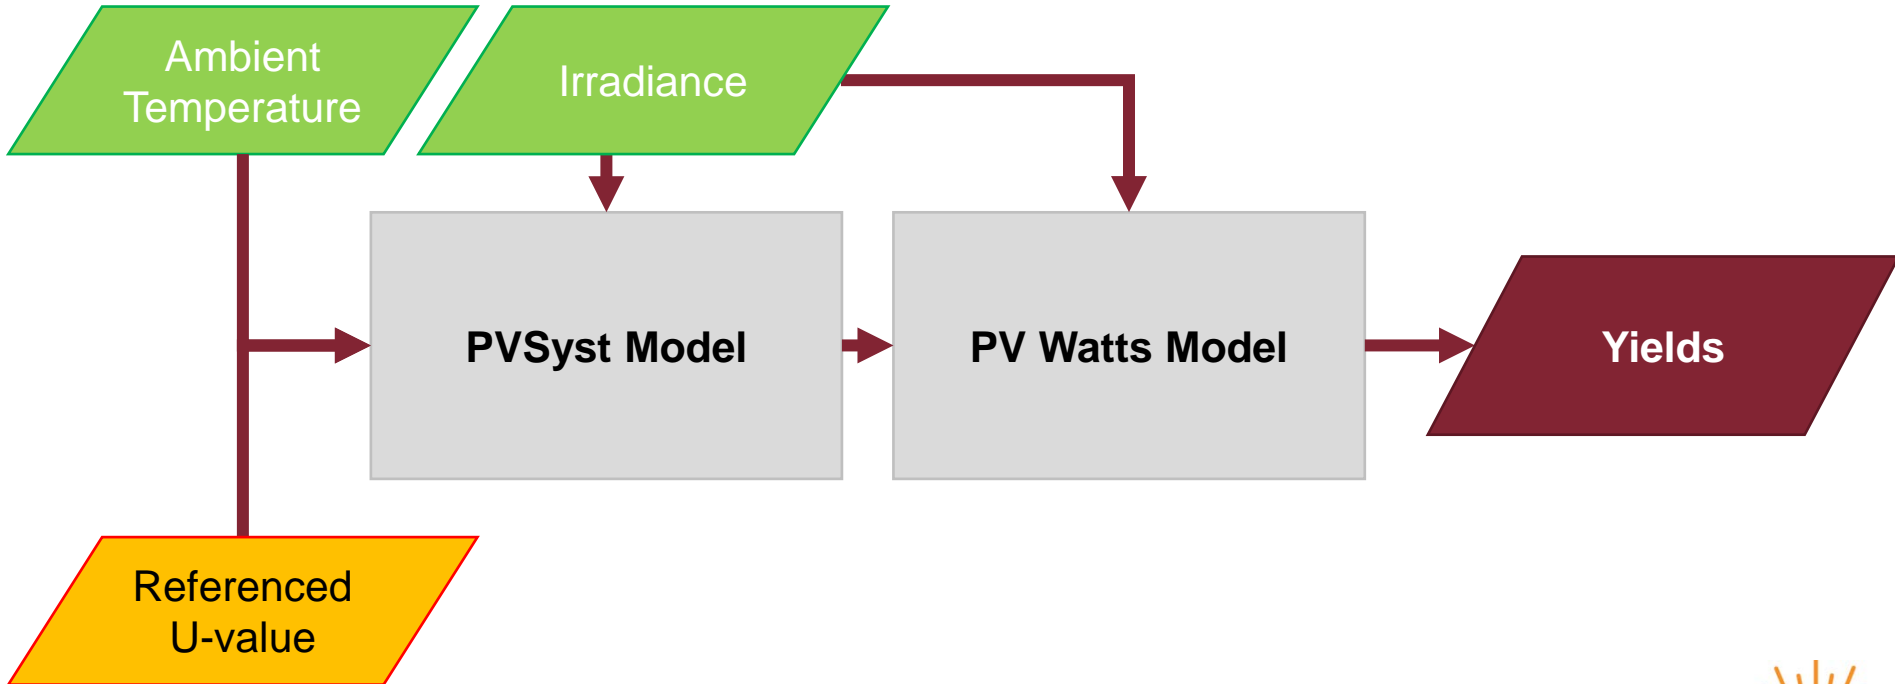 Ambient
Temperature
Irradiance
PVSyst Model
PV Watts Model
Yields
Referenced
U-value